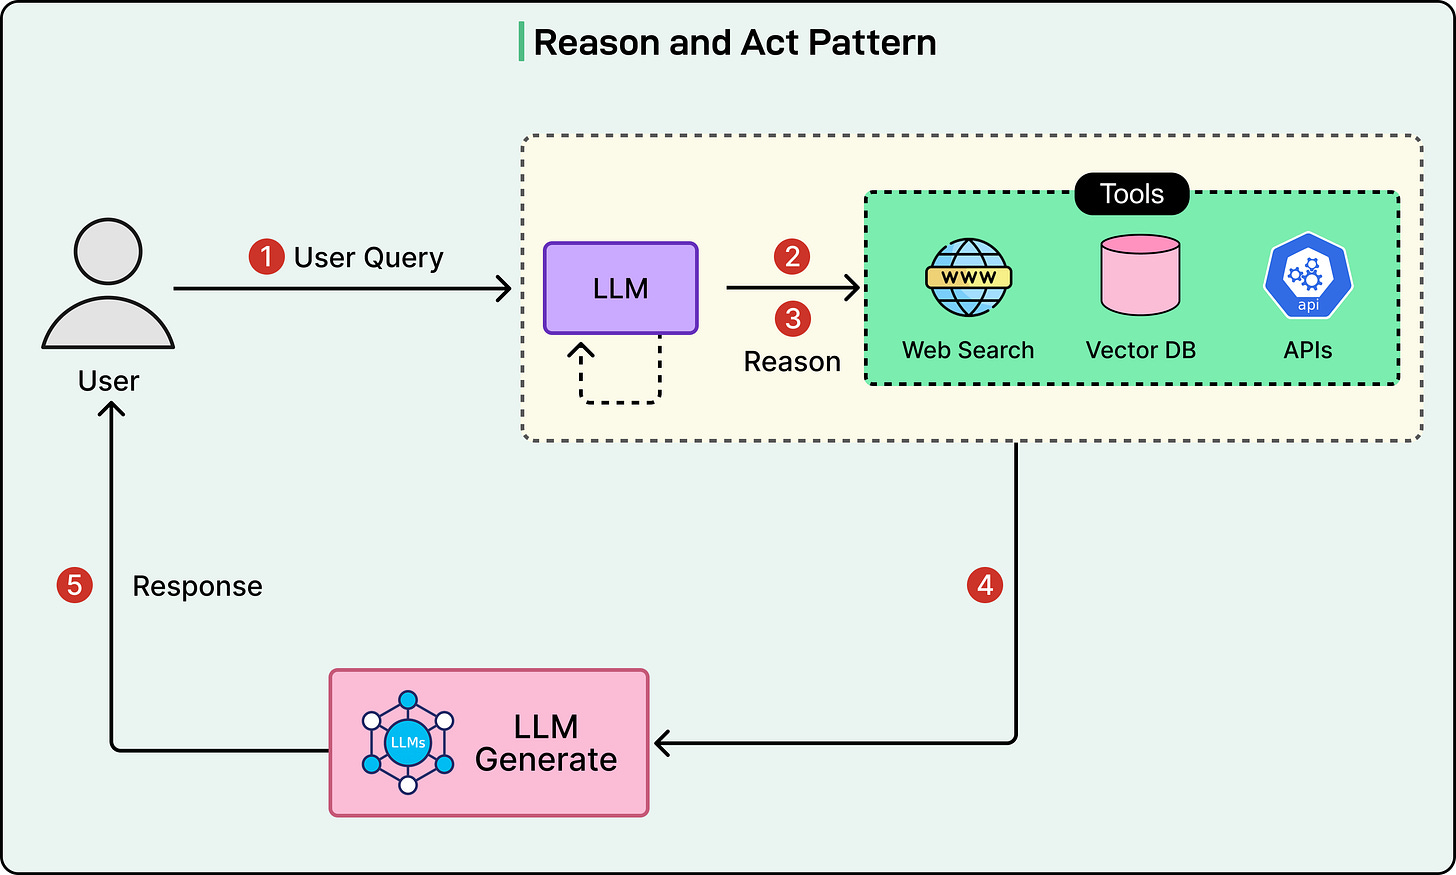 Reason and Act Pattern
Tools
1 User Query
LLM
2
3
Reason
WWW
api
Web Search
Vector DB
APIs
User
5
Response
4
LLMs
LLM
Generate